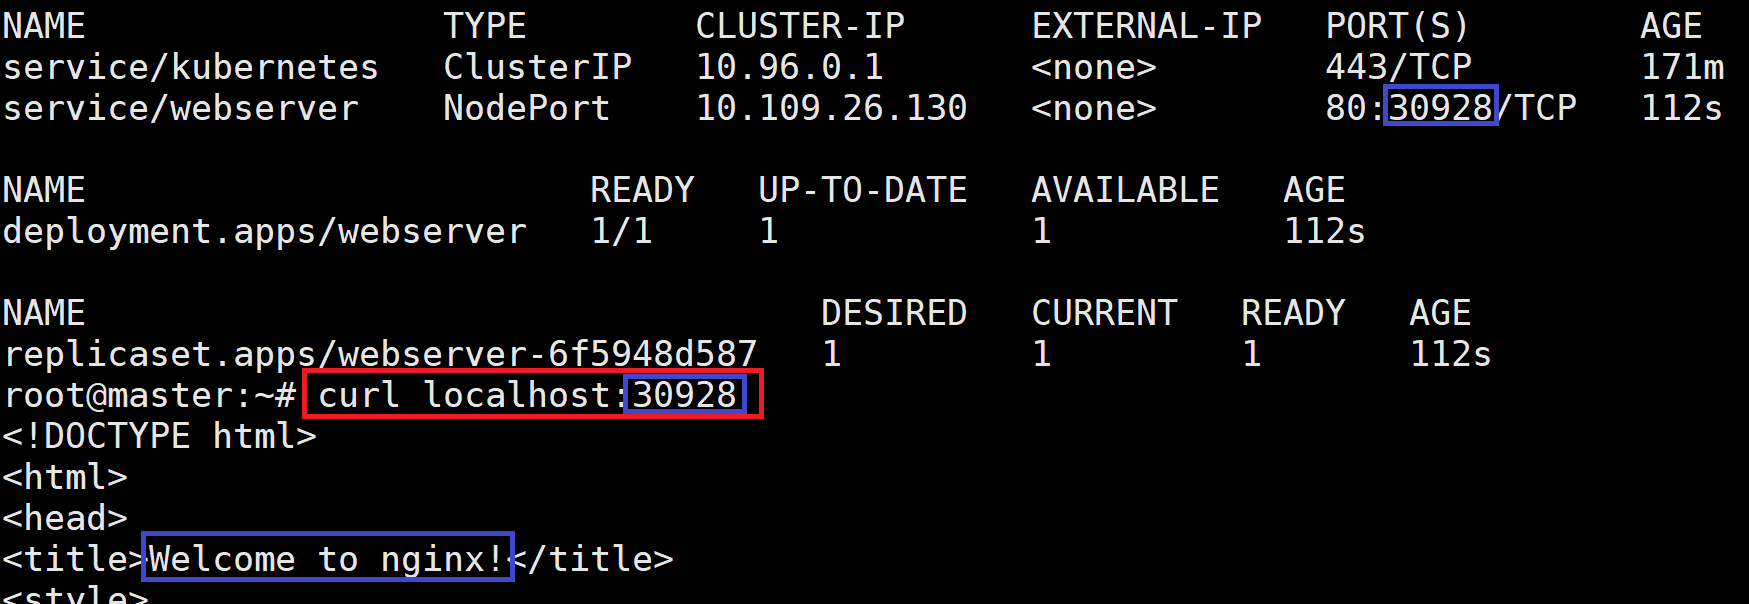 NAME TYPE CLUSTER-IP EXTERNAL-IP PORT(S) AGE
service/kubernetes ClusterIP 10.96.0.1 <none> 443/TCP 171m
service/webserver NodePort 10.109.26.130 <none> 80:30928/TCP 112s
NAME READY UP-TO-DATE AVAILABLE AGE
deployment.apps/webserver 1/1 1 1 112s
NAME DESIRED CURRENT READY AGE
replicaset.apps/webserver-6f5948d587 1 1 1 112s
root@master:~# curl localhost:30928
<!DOCTYPE html>
<html>
<head>
<title>Welcome to nginx!</title>
<style>